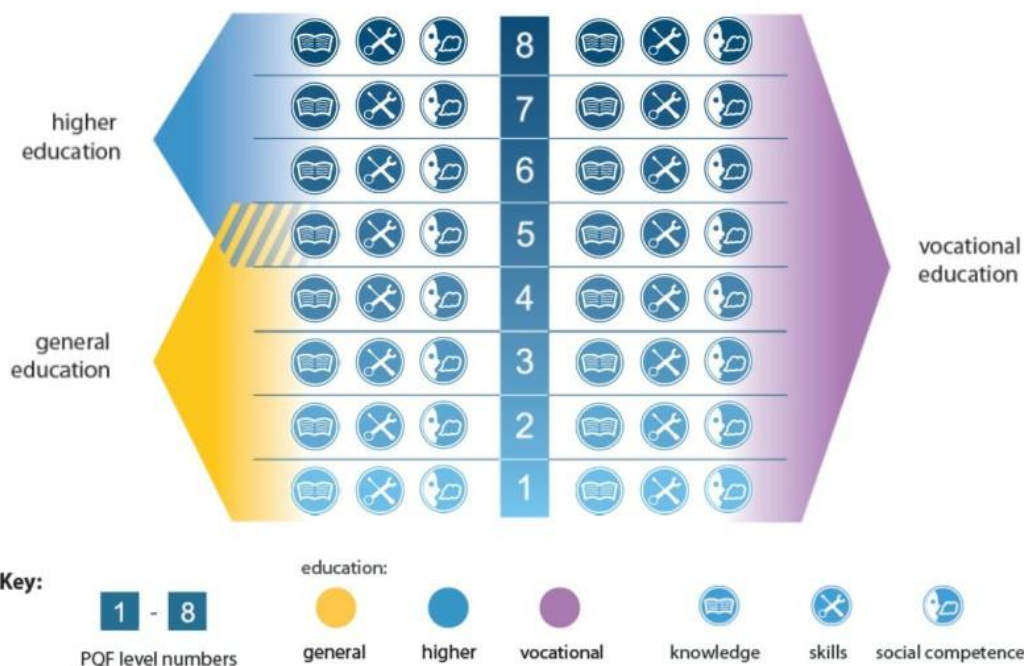 higher
education
general
education
8
7
6
5
4
3
2
1
vocational
education
Key:
1 - 8
PQF level numbers
education:
general
higher
vocational
knowledge
skills
social competence